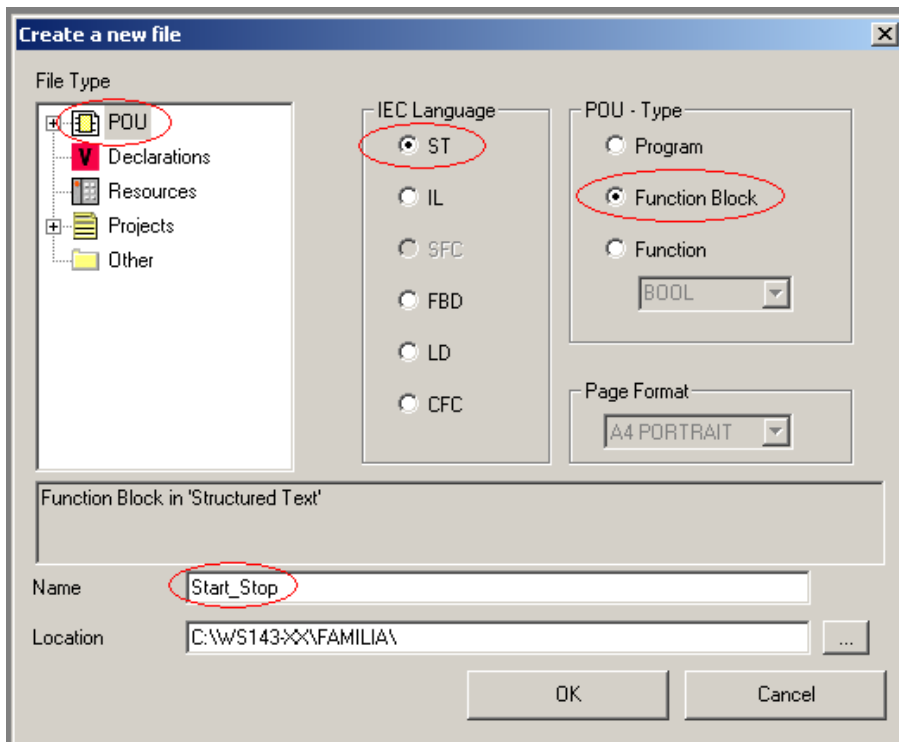 Create a new file
File Type
POU
Declarations
Resources
Projects
Other
IEC Language
ST
IL
SFC
FBD
LD
CFC
POU - Type
Program
Function Block
Function
BOOL
Page Format
A4 PORTRAIT
Function Block in 'Structured Text'
Name
Start_Stop
Location
C:\WS143-XX\FAMILIA\
...
OK
Cancel